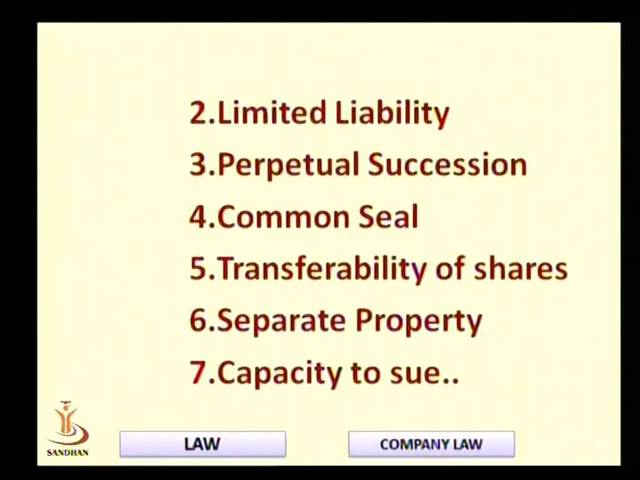 2.Limited Liability
3.Perpetual Succession
4.Common Seal
5.Transferability of shares
6.Separate Property
7.Capacity to sue..
SANDHAN
LAW
COMPANY LAW